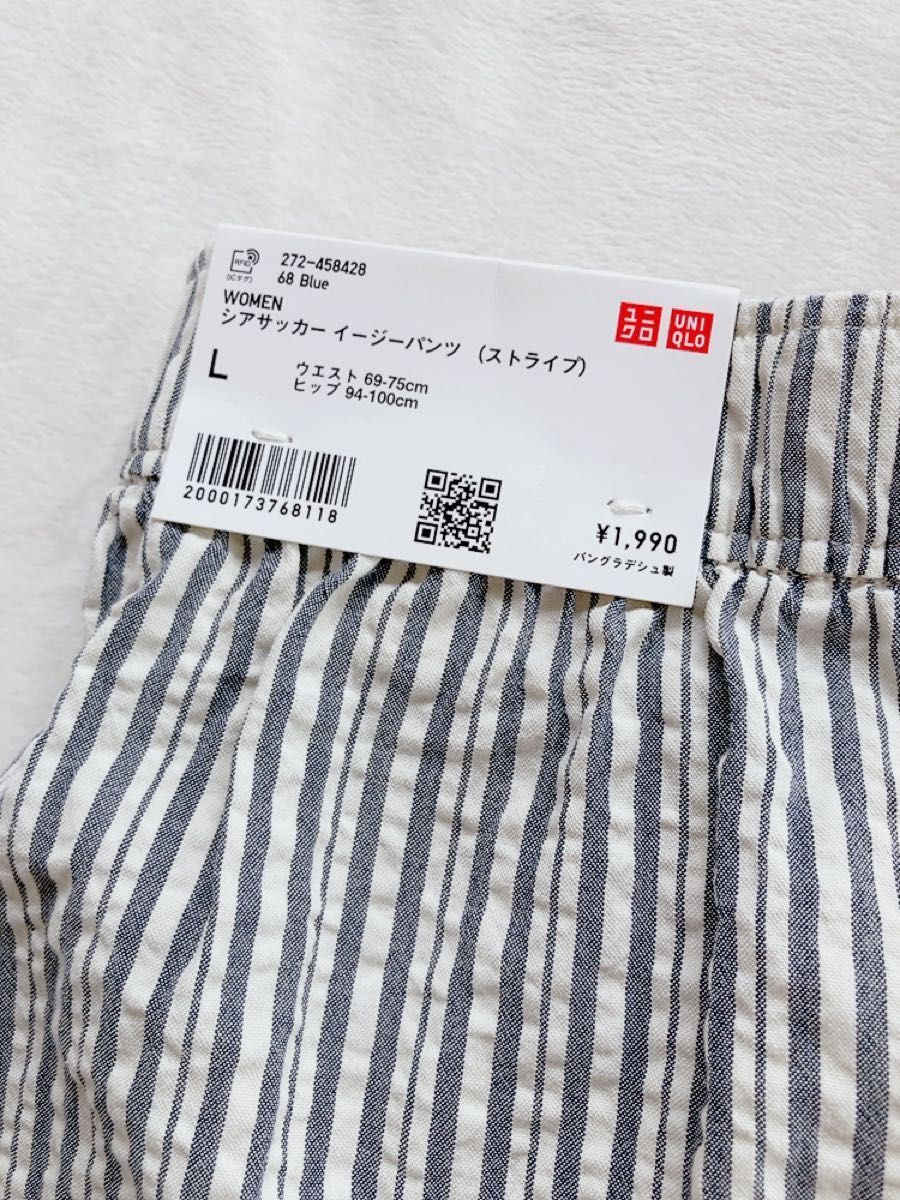 RFID
(ICタグ)
272-458428
68 Blue
WOMEN
シアサッカー イージーパンツ (ストライプ)
L
ウエスト 69-75cm
ヒップ 94-100cm
ユニ
クロ
UNI
QLO
2000173768118
¥1,990
バングラデシュ製